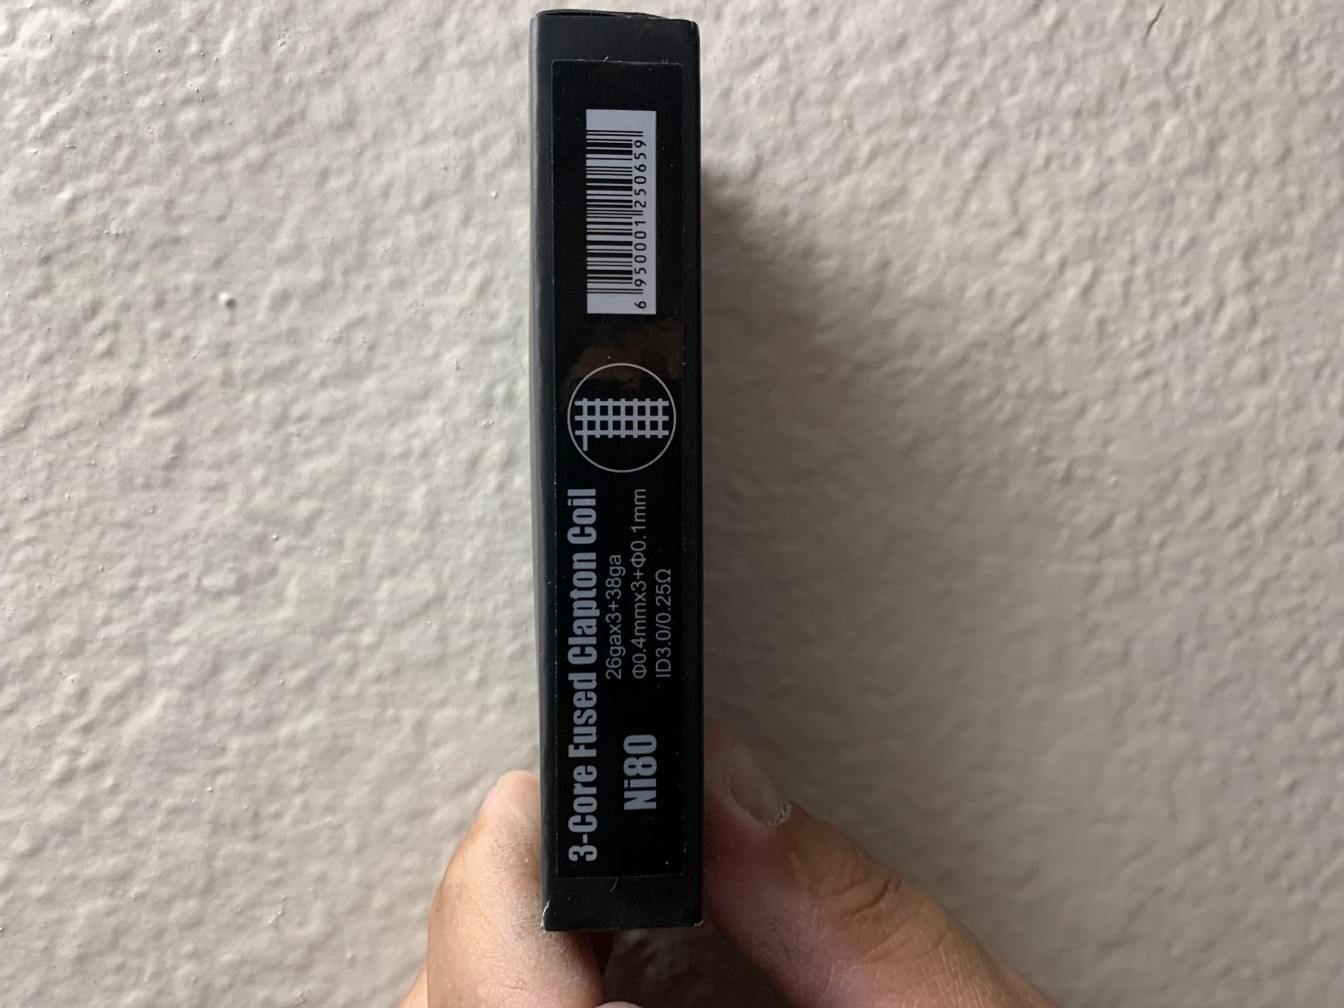 3-Core Fused Clapton Coil
Ni80
26gax3+38ga
Φ0.4mmx3+Φ0.1mm
ID3.0/0.25Ω
6 950001 250659